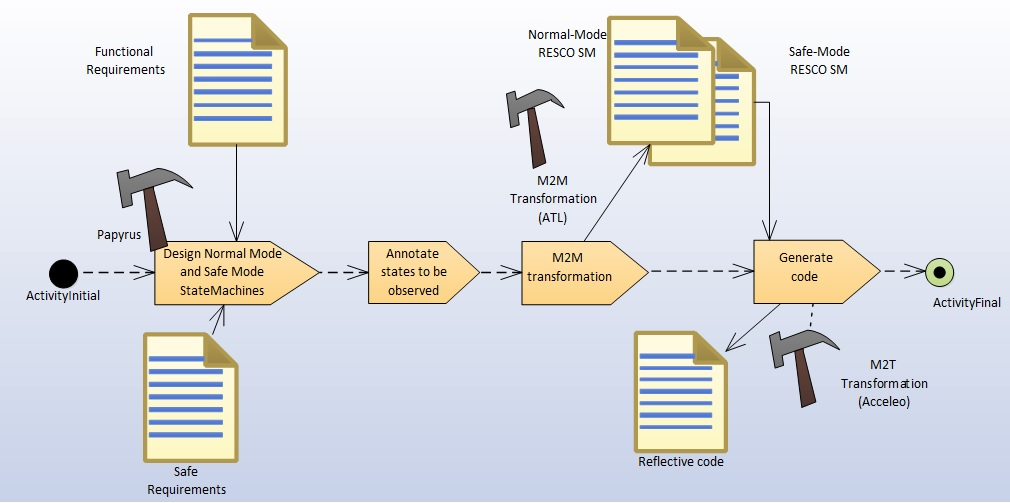 Functional
Requirements
Normal-Mode
RESCO SM
Safe-Mode
RESCO SM
M2M
Transformation
(ATL)
Papyrus
Design Normal Mode
and Safe Mode
StateMachines
Annotate
states to be
observed
M2M
transformation
Generate
code
ActivityInitial
ActivityFinal
M2T
Transformation
(Acceleo)
Reflective code
Safe
Requirements